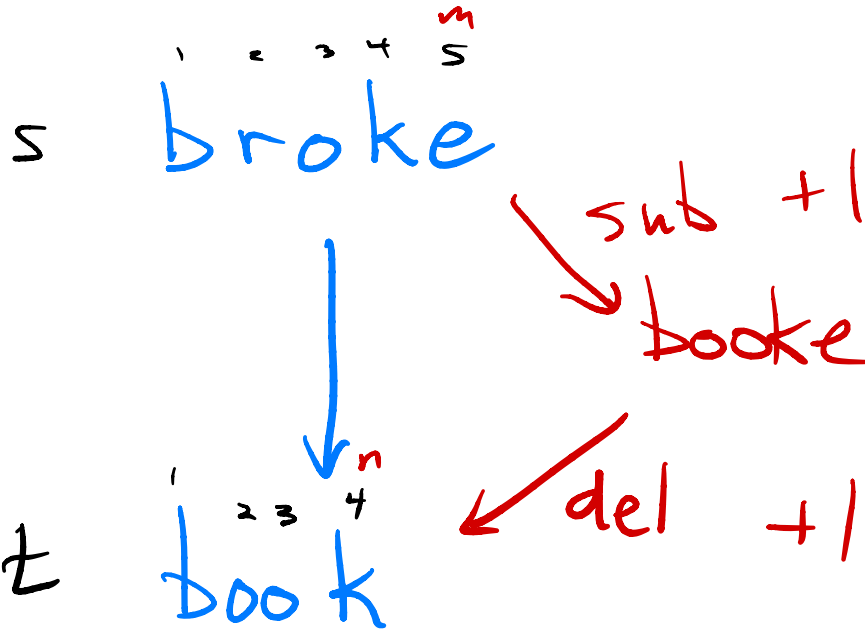 m
1 2 3 4 5
s broke
sub +1
booke
n
1 2 3 4
del +1
t book